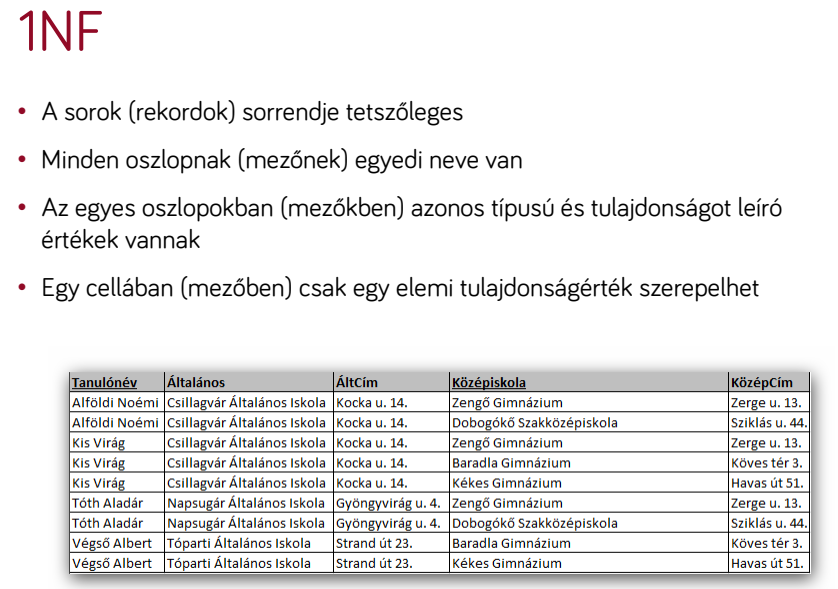 1NF
• A sorok (rekordok) sorrendje tetszőleges
• Minden oszlopnak (mezőnek) egyedi neve van
• Az egyes oszlopokban (mezőkben) azonos típusú és tulajdonságot leíró
értékek vannak
• Egy cellában (mezőben) csak egy elemi tulajdonságérték szerepelhet
Tanulónév Általános ÁltCím Középiskola KözépCím
Alföldi Noémi Csillagvár Általános Iskola Kocka u. 14. Zengő Gimnázium Zerge u. 13.
Alföldi Noémi Csillagvár Általános Iskola Kocka u. 14. Dobogókő Szakközépiskola Sziklás u. 44.
Kis Virág Csillagvár Általános Iskola Kocka u. 14. Zengő Gimnázium Zerge u. 13.
Kis Virág Csillagvár Általános Iskola Kocka u. 14. Baradla Gimnázium Köves tér 3.
Kis Virág Csillagvár Általános Iskola Kocka u. 14. Kékes Gimnázium Havas út 51.
Tóth Aladár Napsugár Általános Iskola Gyöngyvirág u. 4. Zengő Gimnázium Zerge u. 13.
Tóth Aladár Napsugár Általános Iskola Gyöngyvirág u. 4. Dobogókő Szakközépiskola Sziklás u. 44.
Végső Albert Tóparti Általános Iskola Strand út 23. Baradla Gimnázium Köves tér 3.
Végső Albert Tóparti Általános Iskola Strand út 23. Kékes Gimnázium Havas út 51.